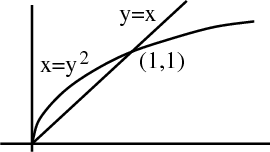 y=x
x=y²
(1,1)